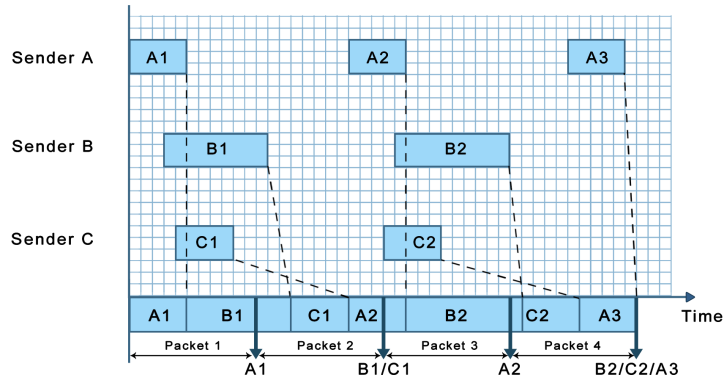 Sender A
A1
A2
A3
Sender B
B1
B2
Sender C
C1
C2
A1
B1
C1
A2
B2
C2
A3
Time
Packet 1
Packet 2
Packet 3
Packet 4
A1
B1/C1
A2
B2/C2/A3